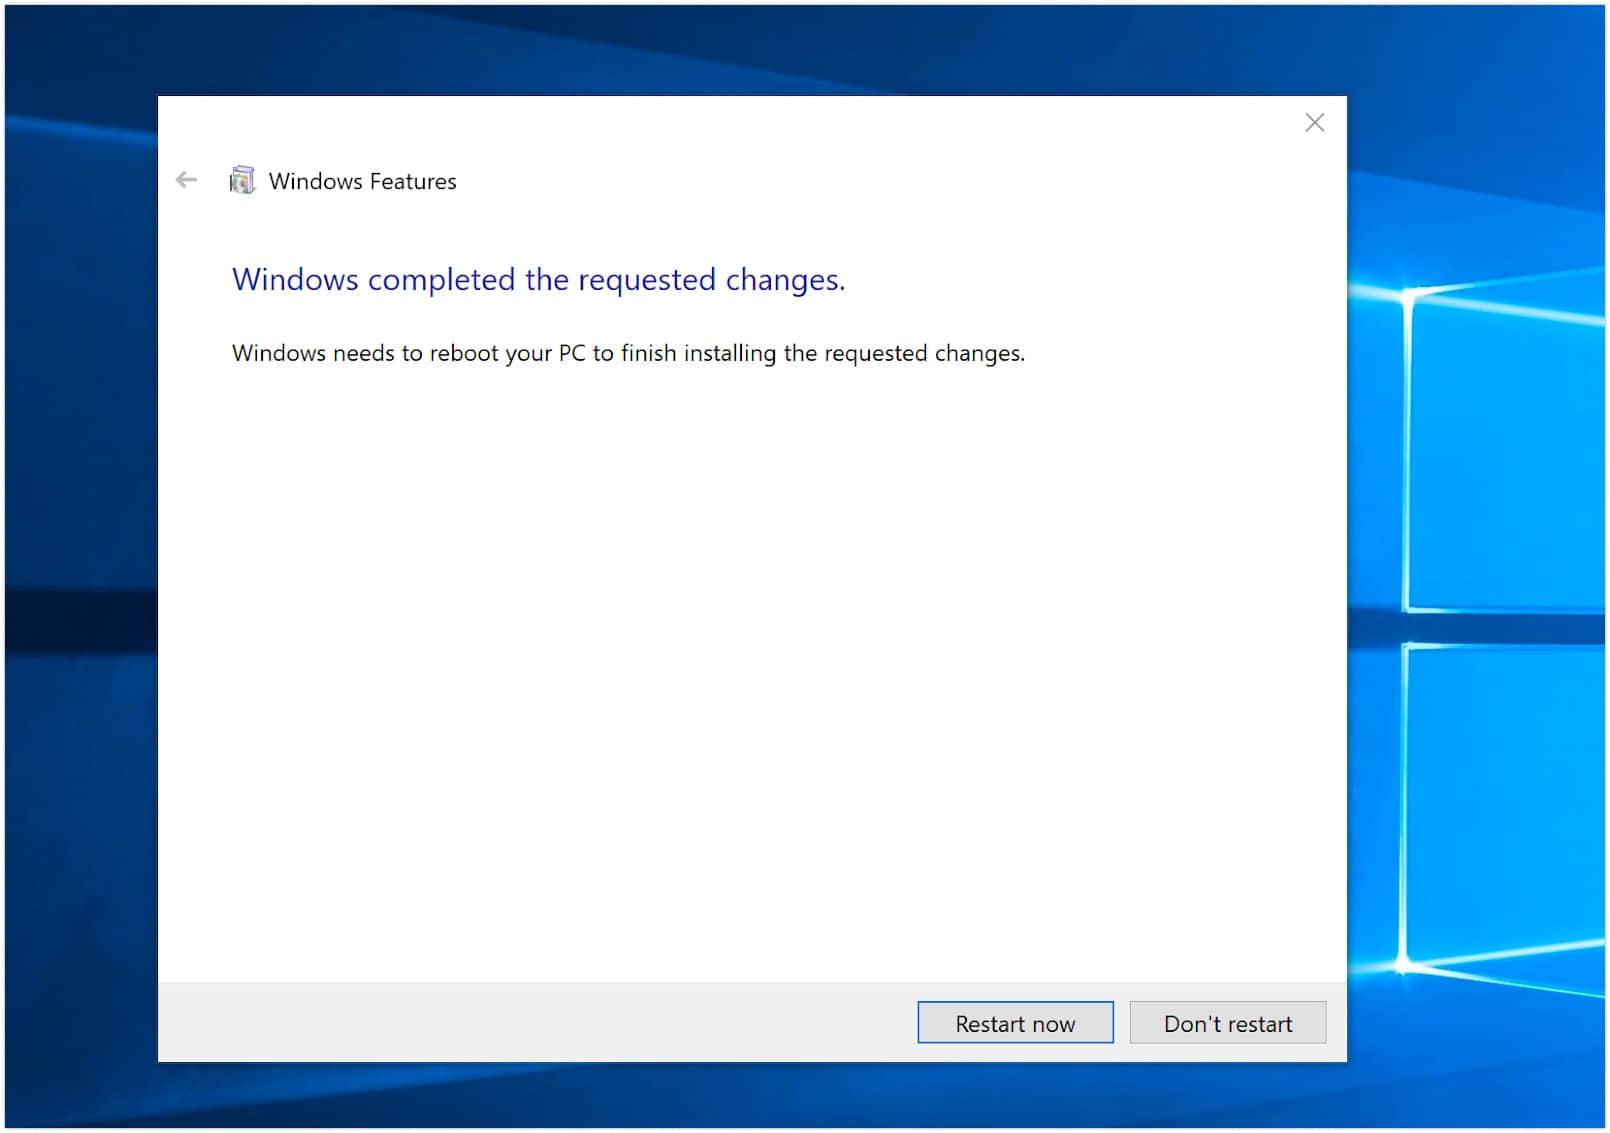 Windows Features
Windows completed the requested changes.
Windows needs to reboot your PC to finish installing the requested changes.
Restart now
Don't restart